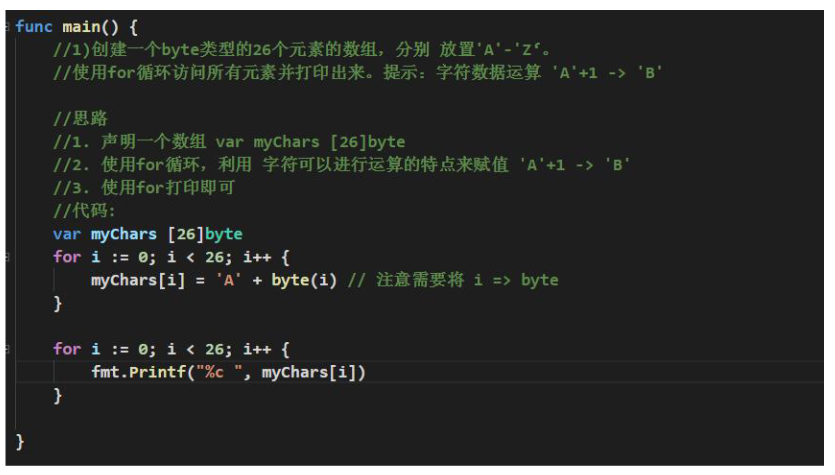 func main() {
//1)创建一个byte类型的26个元素的数组，分别 放置'A'-'Z‘。
//使用for循环访问所有元素并打印出来。提示：字符数据运算 'A'+1 -> 'B'
//思路
//1. 声明一个数组 var myChars [26]byte
//2. 使用for循环，利用 字符可以进行运算的特点来赋值 'A'+1 -> 'B'
//3. 使用for打印即可
//代码:
var myChars [26]byte
for i := 0; i < 26; i++ {
myChars[i] = 'A' + byte(i) // 注意需要将 i => byte
}
for i := 0; i < 26; i++ {
fmt.Printf("%c ", myChars[i])
}
}